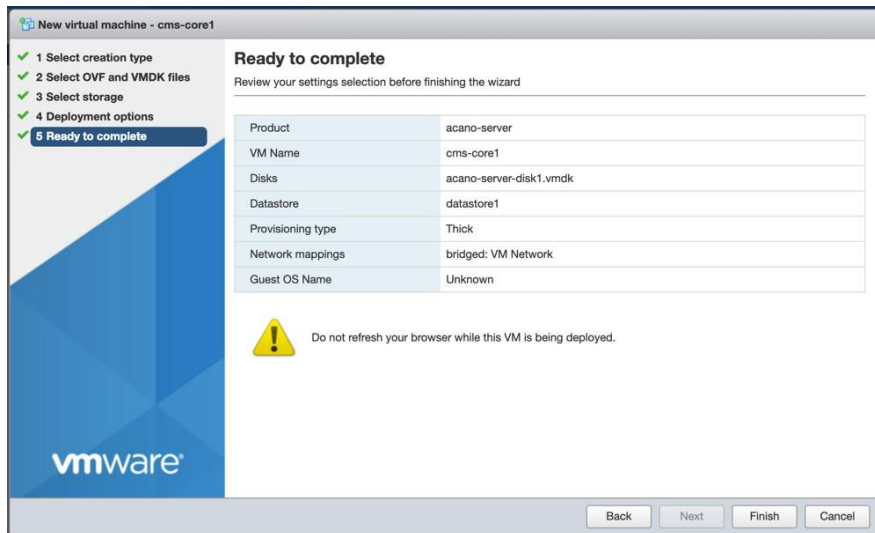 New virtual machine - cms-core1
1 Select creation type
2 Select OVF and VMDK files
3 Select storage
4 Deployment options
5 Ready to complete
Ready to complete
Review your settings selection before finishing the wizard
Product acano-server
VM Name cms-core1
Disks acano-server-disk1.vmdk
Datastore datastore1
Provisioning type Thick
Network mappings bridged: VM Network
Guest OS Name Unknown
Do not refresh your browser while this VM is being deployed.
vmware®
Back Next Finish Cancel